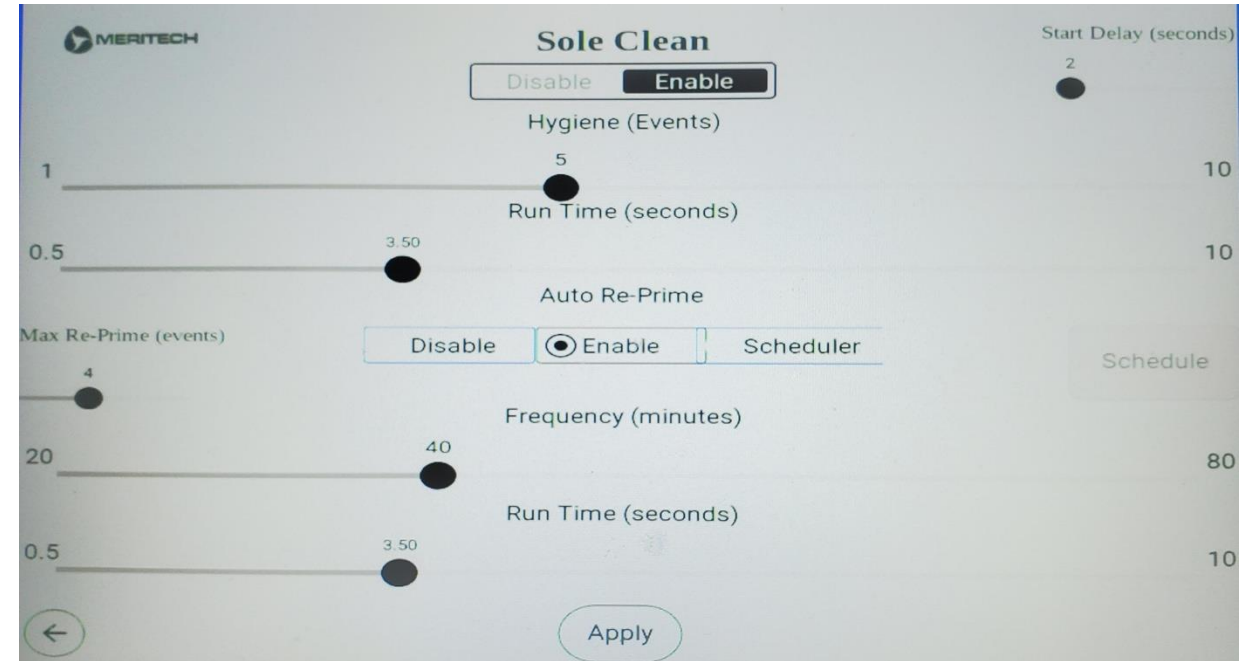 MERITECH
Sole Clean
Start Delay (seconds)
2
Disable Enable
Hygiene (Events)
1 5 10
Run Time (seconds)
0.5 3.50 10
Auto Re-Prime
Max Re-Prime (events)
Disable Enable Scheduler
Schedule
4
Frequency (minutes)
20 40 80
Run Time (seconds)
0.5 3.50 10
Apply